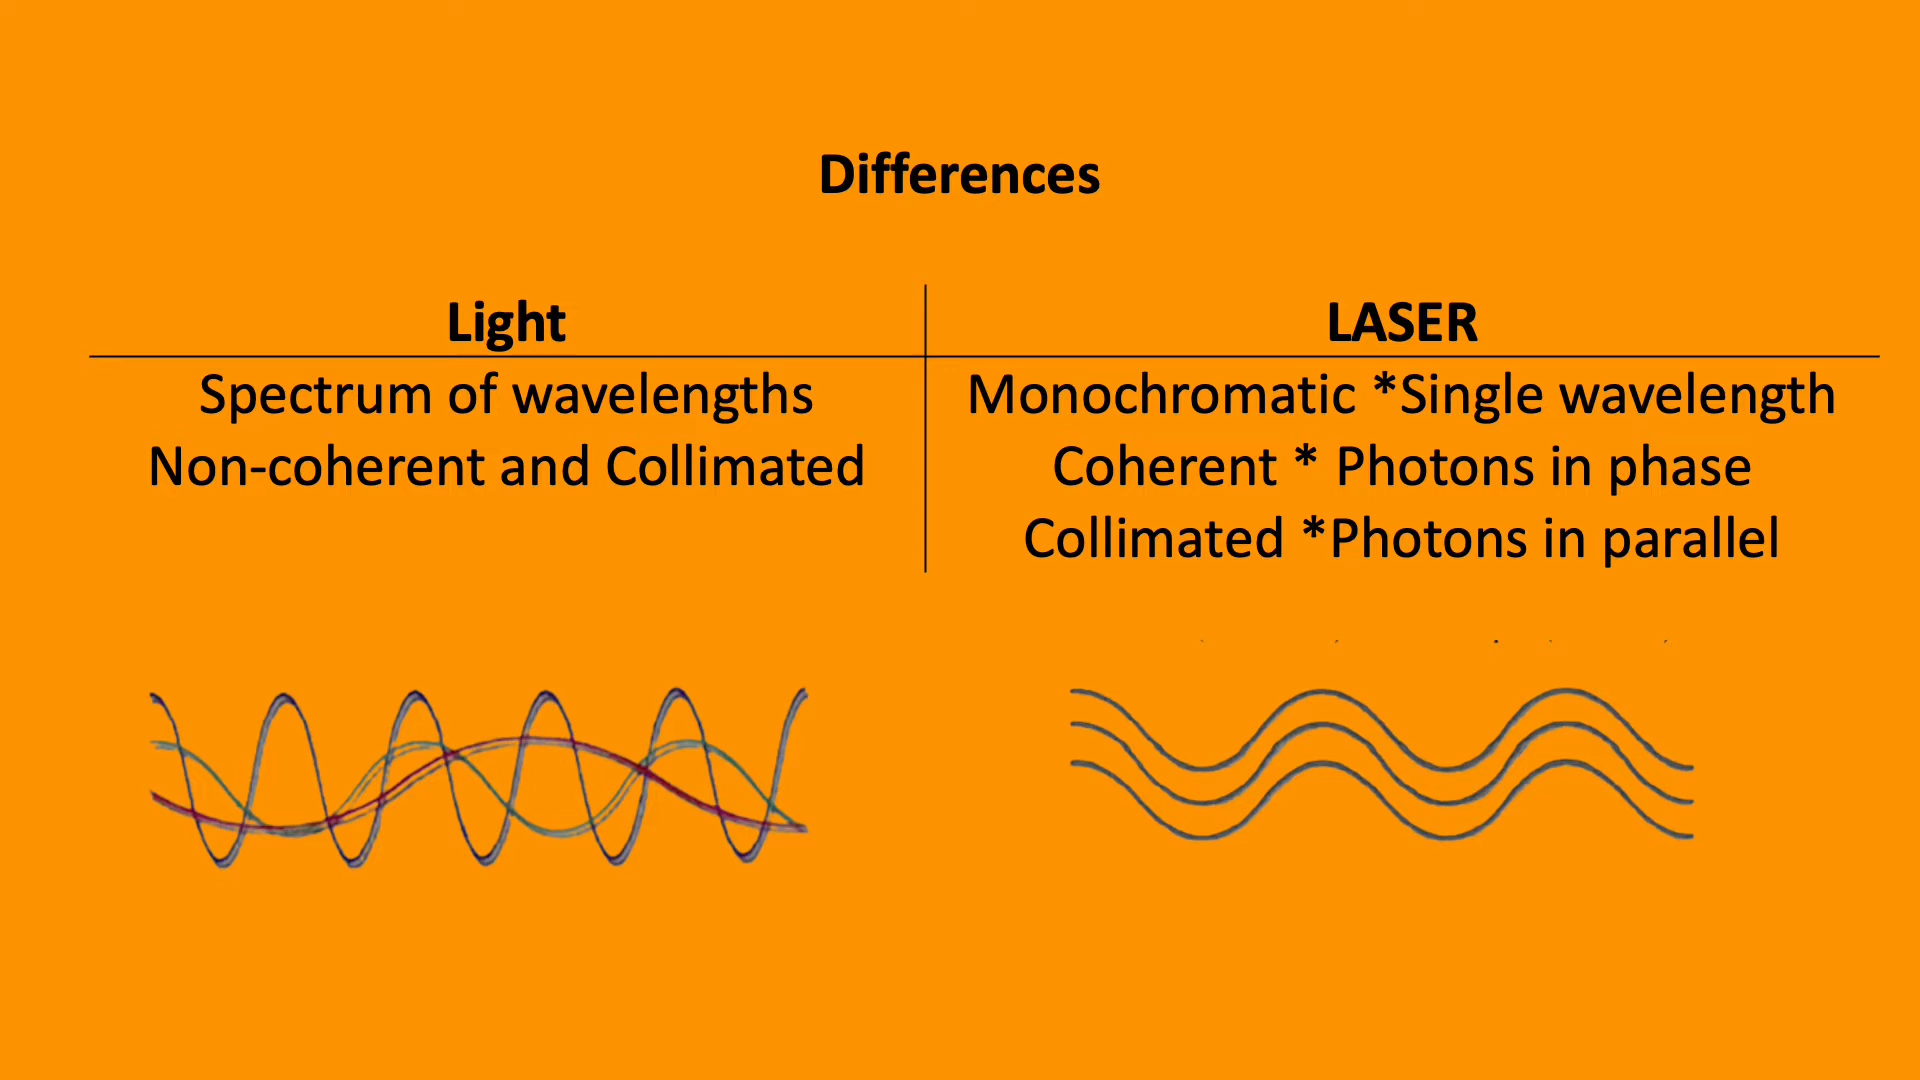 Differences
Light
LASER
Spectrum of wavelengths
Monochromatic *Single wavelength
Non-coherent and Collimated
Coherent * Photons in phase
Collimated *Photons in parallel